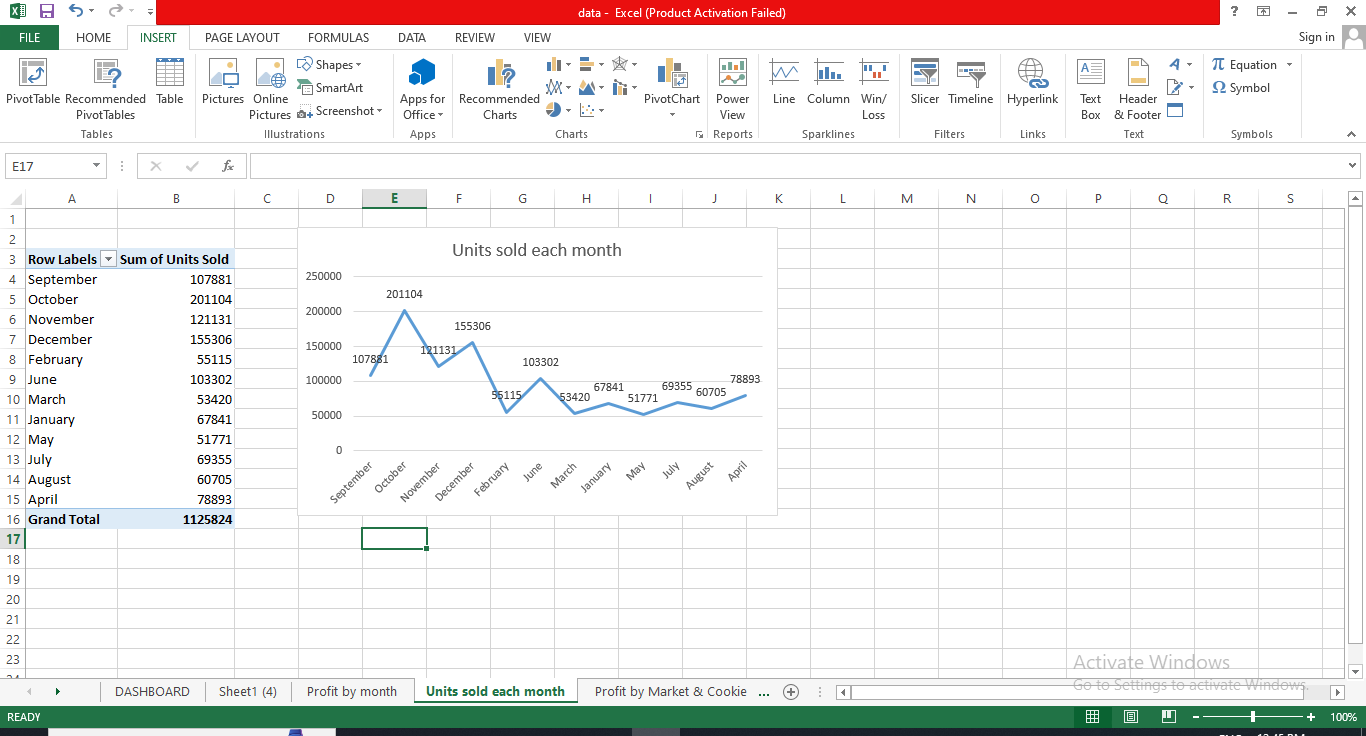 data - Excel (Product Activation Failed)
FILE HOME INSERT PAGE LAYOUT FORMULAS DATA REVIEW VIEW Sign in
PivotTable Recommended PivotTables Table
Tables
Pictures Online Pictures Shapes SmartArt Screenshot
Illustrations
Apps for Office
Apps
Recommended Charts PivotChart
Charts
Power View
Reports
Line Column Win/Loss
Sparklines
Slicer Timeline
Filters
Hyperlink
Links
Text Box Header & Footer
Text
π Equation
Ω Symbol
Symbols
E17 fx
A B C D E F G H I J K L M N O P Q R S
1
2
3 Row Labels Sum of Units Sold
4 September 107881
5 October 201104
6 November 121131
7 December 155306
8 February 55115
9 June 103302
10 March 53420
11 January 67841
12 May 51771
13 July 69355
14 August 60705
15 April 78893
16 Grand Total 1125824
17
18
19
20
21
22
23
Units sold each month
250000
200000
150000
100000
50000
0
107881 201104 121131 155306 55115 103302 53420 67841 51771 69355 60705 78893
September October November December February June March January May July August April
Activate Windows
Go to Settings to activate Windows.
DASHBOARD Sheet1 (4) Profit by month Units sold each month Profit by Market & Cookie ...
READY 100%